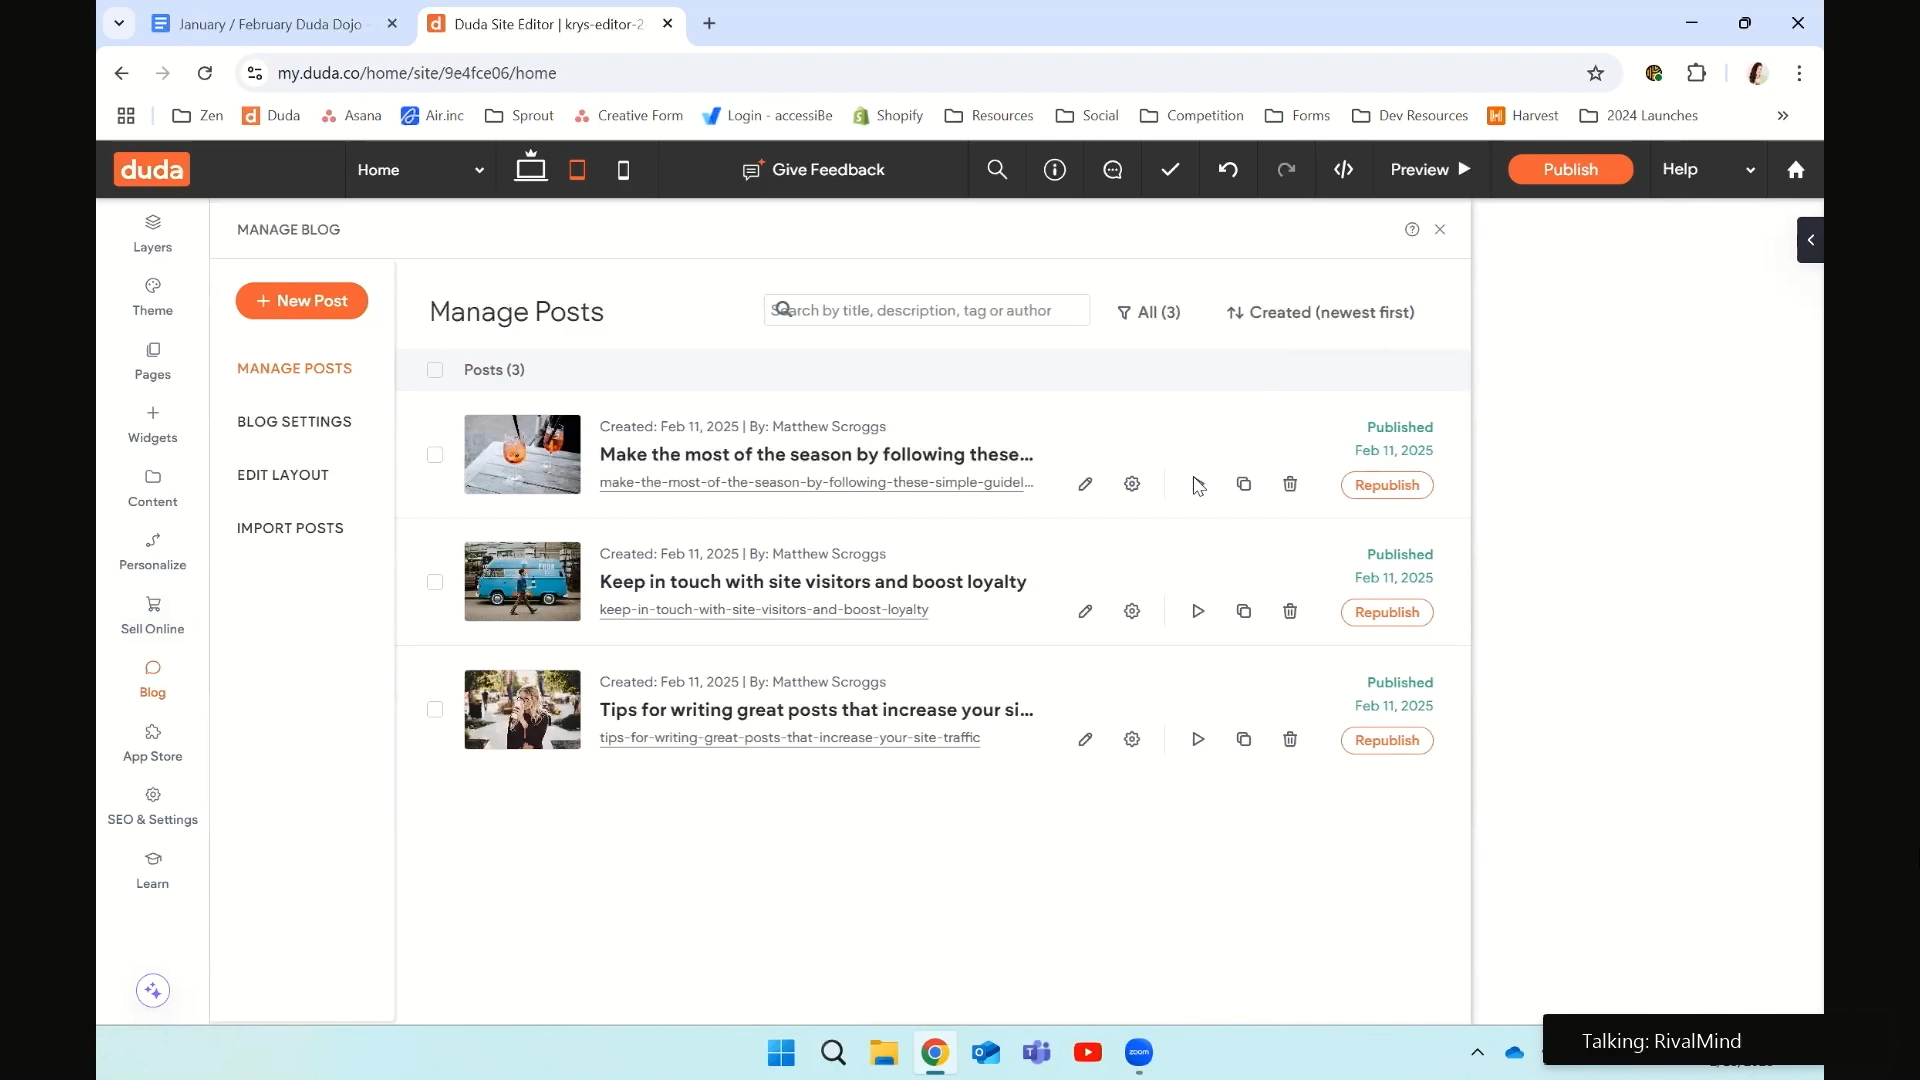 January / February Duda Dojo
Duda Site Editor | krys-editor-2
my.duda.co/home/site/9e4fce06/home
Zen
Duda
Asana
Air.inc
Sprout
Creative Form
Login - accessiBe
Shopify
Resources
Social
Competition
Forms
Dev Resources
Harvest
2024 Launches
duda
Home
Give Feedback
Preview
Publish
Help
Layers
Theme
Pages
Widgets
Content
Personalize
Sell Online
Blog
App Store
SEO & Settings
Learn
MANAGE BLOG
+ New Post
MANAGE POSTS
BLOG SETTINGS
EDIT LAYOUT
IMPORT POSTS
Manage Posts
Search by title, description, tag or author
All (3)
Created (newest first)
Posts (3)
Created: Feb 11, 2025 | By: Matthew Scroggs
Make the most of the season by following these...
make-the-most-of-the-season-by-following-these-simple-guidel...
Published
Feb 11, 2025
Republish
Created: Feb 11, 2025 | By: Matthew Scroggs
Keep in touch with site visitors and boost loyalty
keep-in-touch-with-site-visitors-and-boost-loyalty
Published
Feb 11, 2025
Republish
Created: Feb 11, 2025 | By: Matthew Scroggs
Tips for writing great posts that increase your si...
tips-for-writing-great-posts-that-increase-your-site-traffic
Published
Feb 11, 2025
Republish
zoom
Talking: RivalMind